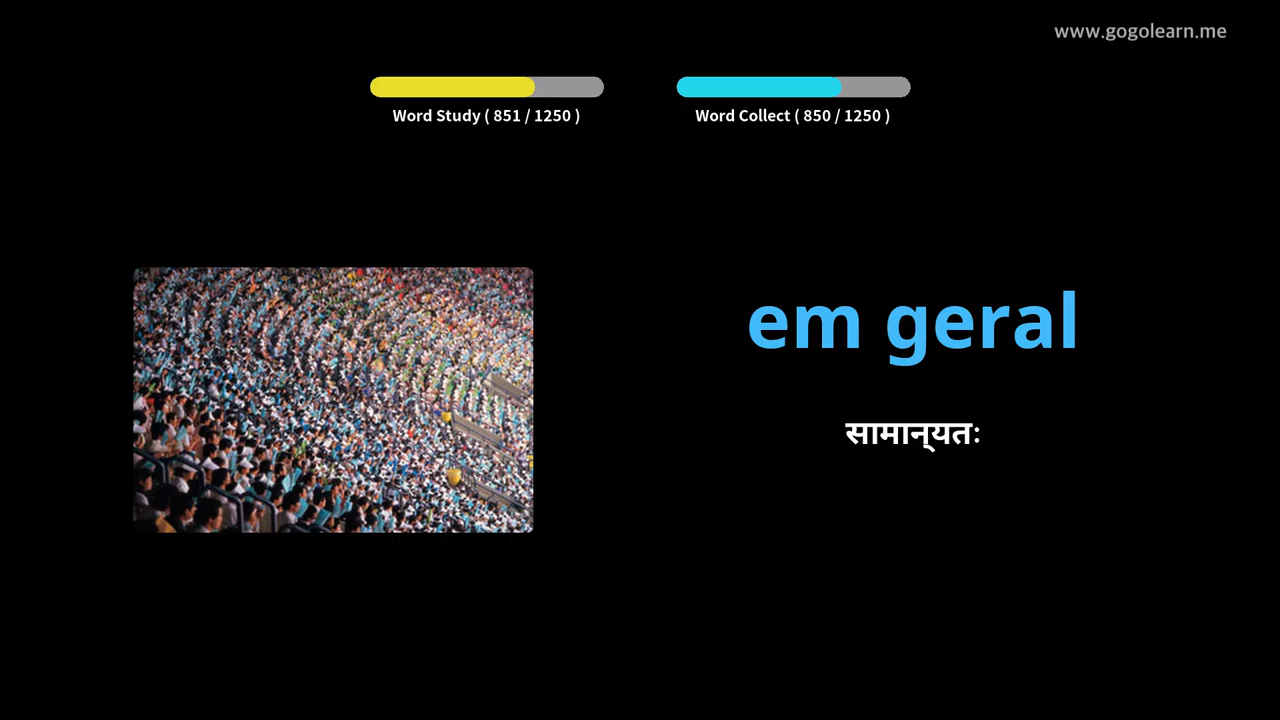 www.gogolearn.me
Word Study ( 851 / 1250 )
Word Collect ( 850 / 1250 )
em geral
सामान्यतः